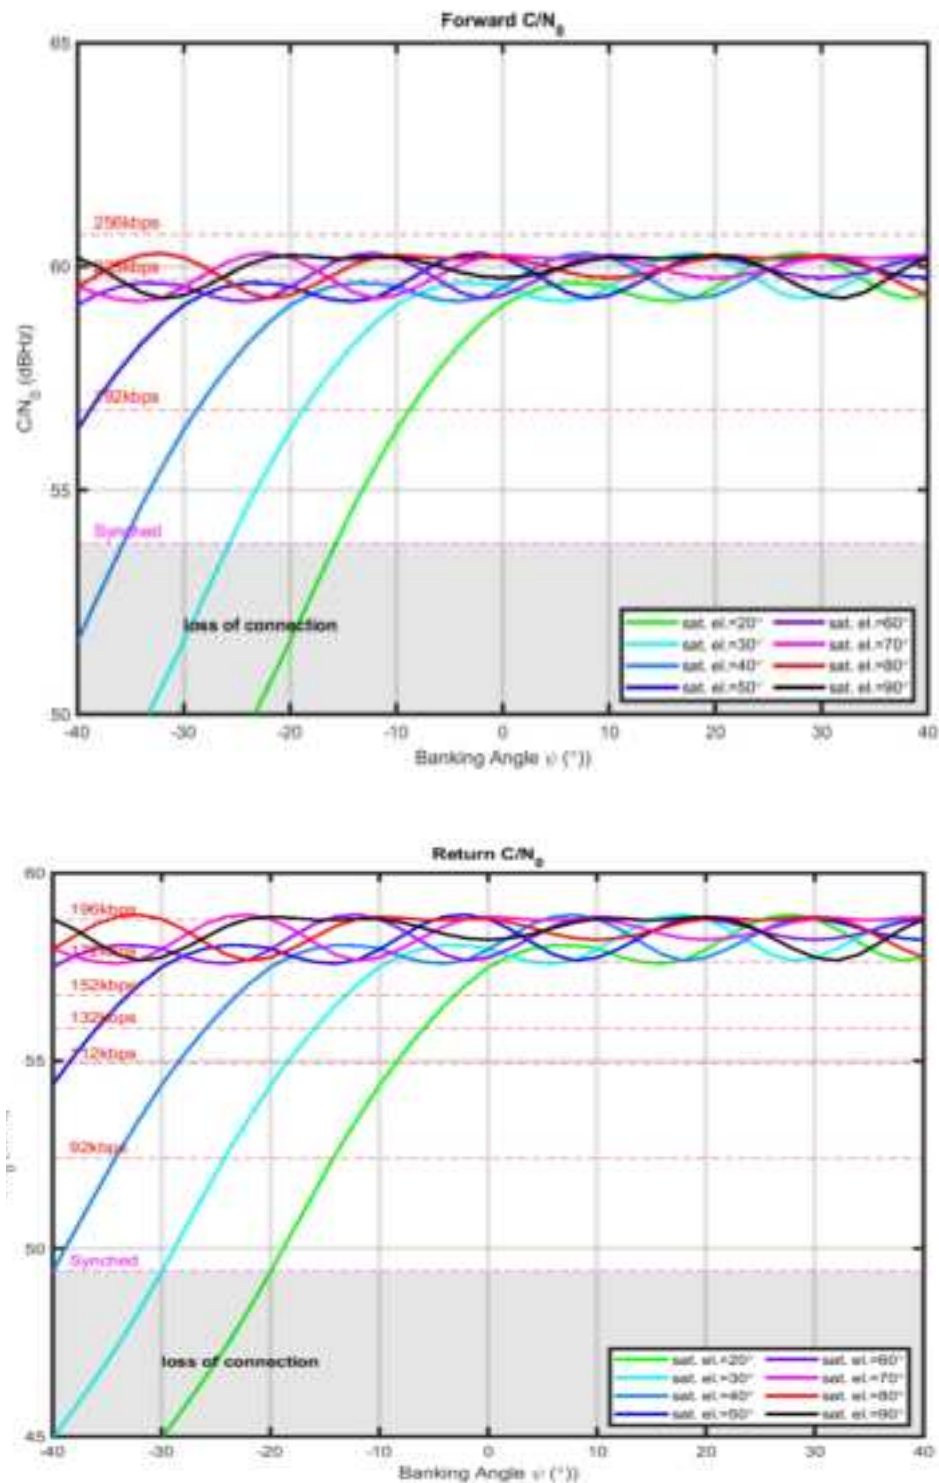 Forward C/N0
65
256kbps
60
C/N0 (dBHz)
92kbps
55
Synched
loss of connection
sat. el.=20° sat. el.=60°
sat. el.=30° sat. el.=70°
sat. el.=40° sat. el.=80°
sat. el.=50° sat. el.=90°
50
-40 -30 -20 -10 0 10 20 30 40
Banking Angle ψ (°))
Return C/N0
60
196kbps
152kbps
132kbps
112kbps
55
92kbps
50
Synched
loss of connection
sat. el.=20° sat. el.=60°
sat. el.=30° sat. el.=70°
sat. el.=40° sat. el.=80°
sat. el.=50° sat. el.=90°
45
-40 -30 -20 -10 0 10 20 30 40
Banking Angle ψ (°))